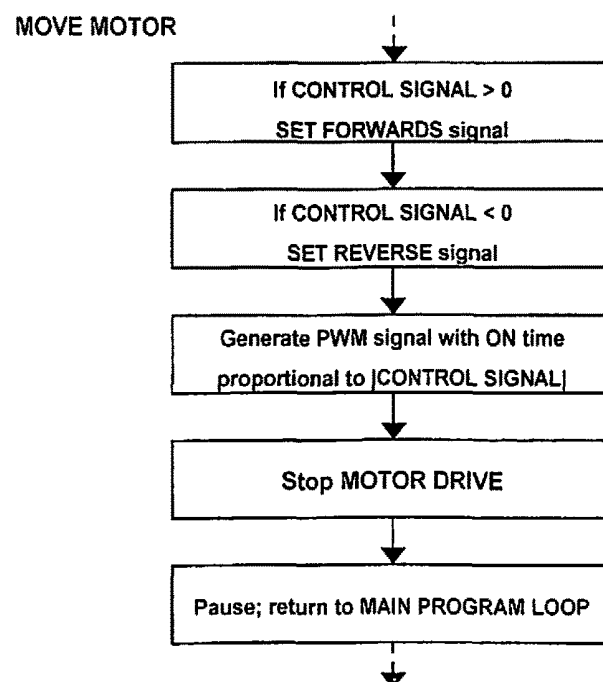 MOVE MOTOR
If CONTROL SIGNAL > 0
SET FORWARDS signal
If CONTROL SIGNAL < 0
SET REVERSE signal
Generate PWM signal with ON time
proportional to |CONTROL SIGNAL|
Stop MOTOR DRIVE
Pause; return to MAIN PROGRAM LOOP